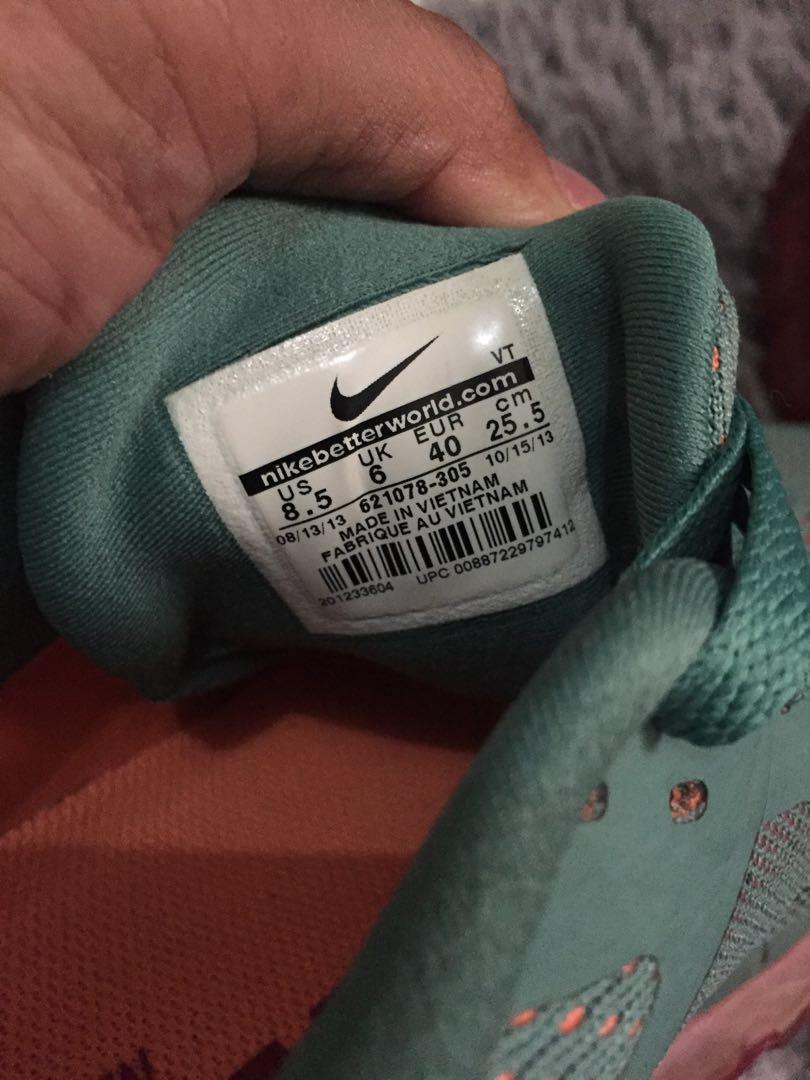 VT
nikebetterworld.com
US UK EUR cm
8.5 6 40 25.5
08/13/13 621078-305 10/15/13
MADE IN VIETNAM
FABRIQUE AU VIETNAM
201233604 UPC 00887229797412